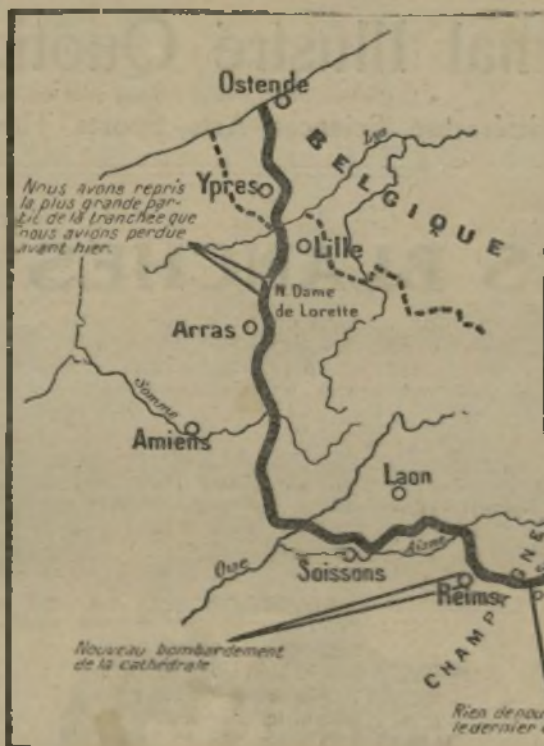 Ostende
BELGIQUE
Lys
Ypres
Nous avons repris
la plus grande par-
tie de la tranchée que
nous avions perdue
avant hier.
Lille
N. Dame
de Lorette
Arras
Somme
Amiens
Laon
Oise
Aisne
Soissons
Reims
CHAMPAGNE
Nouveau bombardement
de la cathédrale
Rien de nou
le dernier